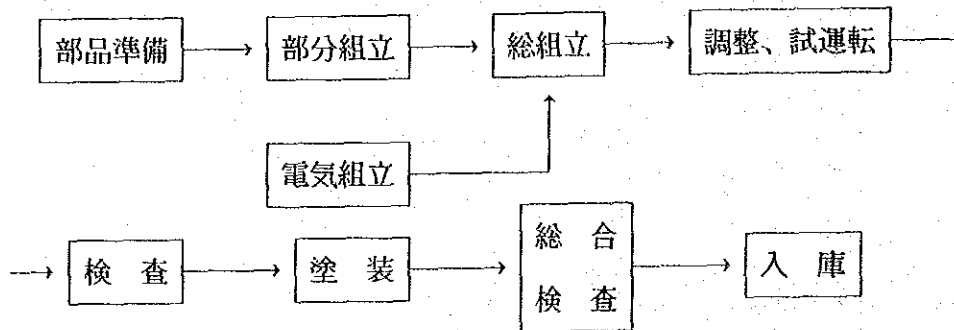 部品準備
部分組立
総組立
調整、試運転
電気組立
検 査
塗 装
総 合
検 査
入 庫